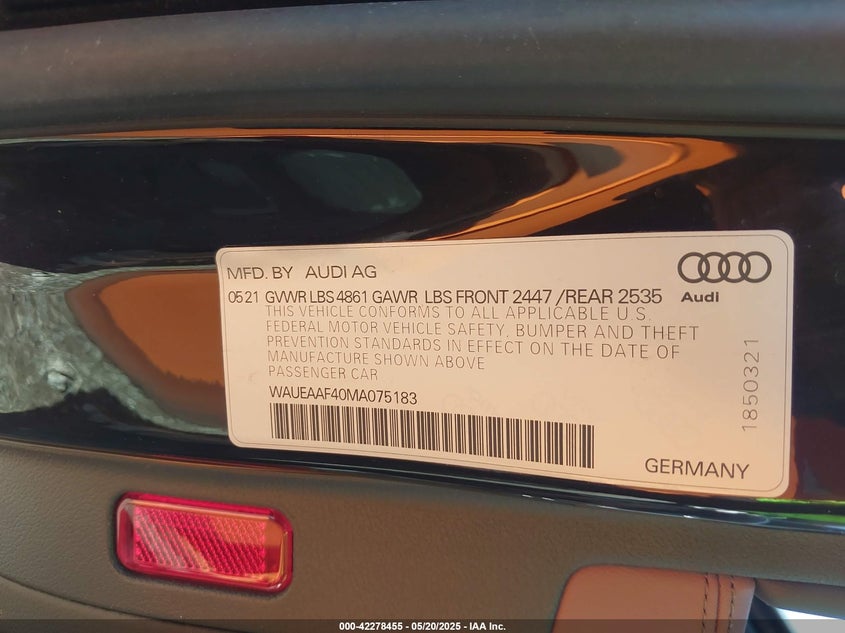 MFD. BY AUDI AG
05 21 GVWR LBS 4861 GAWR LBS FRONT 2447 /REAR 2535
THIS VEHICLE CONFORMS TO ALL APPLICABLE U.S.
FEDERAL MOTOR VEHICLE SAFETY, BUMPER AND THEFT
PREVENTION STANDARDS IN EFFECT ON THE DATE OF
MANUFACTURE SHOWN ABOVE
PASSENGER CAR
WAUEAAF40MA075183
Audi
1850321
GERMANY
000-42278455 - 05/20/2025 - IAA Inc.